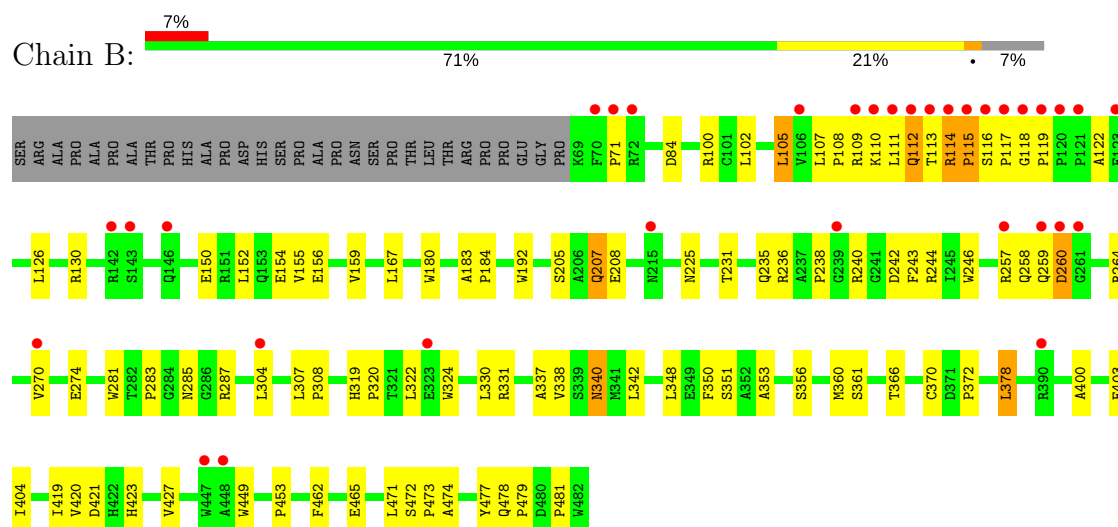 7%
Chain B:
71% 21% • 7%
SER ARG ALA PRO ALA PRO ALA THR PRO HIS ALA PRO ASP HIS SER PRO ALA PRO ASN SER PRO THR LEU THR ARG PRO PRO GLU GLY PRO K69 F70 P71 R72 D84 R100 C101 L102 L105 V106 L107 P108 R109 K110 L111 Q112 T113 R114 P115 S116 P117 G118 P119 P120 P121 A122
L126 R130 R142 S143 Q146 E150 R151 L152 Q153 E154 V155 E156 V159 L167 W180 A183 P184 W192 S205 A206 Q207 E208 N215 N225 T231 Q235 R236 A237 P238 G239 R240 G241 D242 F243 R244 I245 W246 R257 Q258 Q259 D260 G261
V270 E274 W281 T282 P283 G284 N285 G286 R287 L304 L307 P308 H319 P320 T321 L322 E323 W324 L330 R331 A337 V338 S339 N340 M341 L342 L348 E349 F350 S351 A352 A353 S356 M360 S361 T366 C370 D371 P372 L378 R390 A400
I404 I419 V420 D421 H422 H423 V427 W447 A448 W449 P453 F462 E465 L471 S472 P473 A474 Y477 Q478 P479 D480 P481 W482